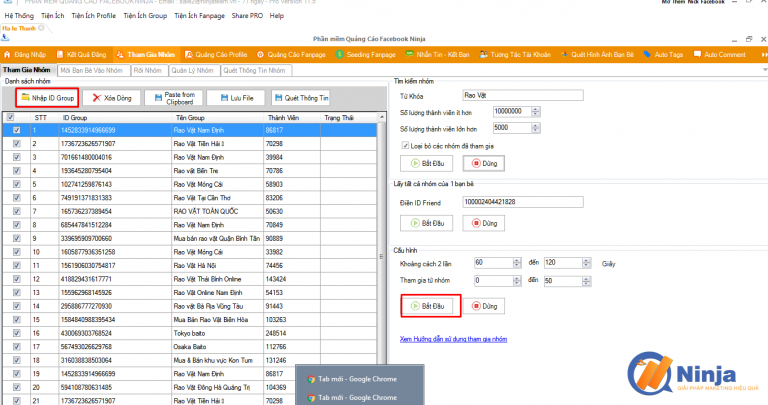 PHẦN MỀM QUẢNG CÁO FACEBOOK NINJA - Email : sale2@ninjateam.vn - 71 ngày - Pro Version 11.9
Mở Thêm Nick Facebook
Hệ Thống Tiện Ích Tiện Ích Profile Tiện Ích Group Tiện Ích Fanpage Share PRO Help
Ha Le Thanh
Phần mềm Quảng Cáo Facebook Ninja
Đăng Nhập Kết Quả Đăng Tham Gia Nhóm Quảng Cáo Profile Quảng Cáo Fanpage Seeding Fanpage Nhắn Tin - Kết Bạn Tương Tác Tài Khoản Quét Hình Ảnh Bạn Bè Auto Tags Auto Comment
Tham Gia Nhóm Mời Bạn Bè Vào Nhóm Rời Nhóm Quản Lý Nhóm Quét Thông Tin Nhóm
Danh sách nhóm
Nhập ID Group Xóa Dòng Paste from Clipboard Lưu File Quét Thông Tin
STT ID Group Tên Group Thành Viên Trạng Thái
1 1452833914966699 Rao Vặt Nam Định 86817
2 1736723626571907 Rao Vặt Tiền Hải 1 70298
3 701661480004016 Rao Vặt Nam Định 39984
4 193645280795404 Rao vặt Bến Tre 70786
5 102741259876143 Rao Vặt Móng Cái 58903
6 749191371831383 Rao Vặt Tại Cần Thơ 83206
7 165736237389454 RAO VẶT TOÀN QUỐC 50630
8 685447841512284 Rao Vặt Nam Định 70849
9 339695909700660 Mua bán rao vặt Quận Bình Tân 90889
10 1605877936351258 Rao Vặt Móng Cái 33982
11 1561906030754817 Rao Vặt Hà Nội 74456
12 418829431617771 Rao Vặt Thái Bình Online 143424
13 155962968145926 Rao Vặt Online Nam Định 54153
14 295886777270930 Rao vặt Bà Rịa Vũng Tàu 91443
15 1584840988395434 Mua Bán Rao Vặt Biên Hòa 103263
16 430069303768524 Tokyo baito 248514
17 567493026629768 Osaka Baito 112766
18 316038838503064 Mua & Bán khu vực Kon Tum 131246
19 1452833914966699 Rao Vặt Nam Định 86817
20 594108780631485 Rao Vặt Đông Hà Quảng Trị 104369
21 1736723626571907 Rao Vặt Tiền Hải 1 70298
Tìm kiếm nhóm
Từ Khóa Rao Vặt
Số lượng thành viên ít hơn 10000000
Số lượng thành viên lớn hơn 5000
Loại bỏ các nhóm đã tham gia
Bắt Đầu Dừng
Lấy tất cả nhóm của 1 bạn bè
Điền ID Friend 100002404421828
Bắt Đầu Dừng
Cấu hình
Khoảng cách 2 lần 60 đến 120 Giây
Tham gia từ nhóm 0 đến 50
Bắt Đầu Dừng
Xem Hướng dẫn sử dụng tham gia nhóm
Tab mới - Google Chrome
Tab mới - Google Chrome
Ninja
GIẢI PHÁP MARKETING HIỆU QUẢ